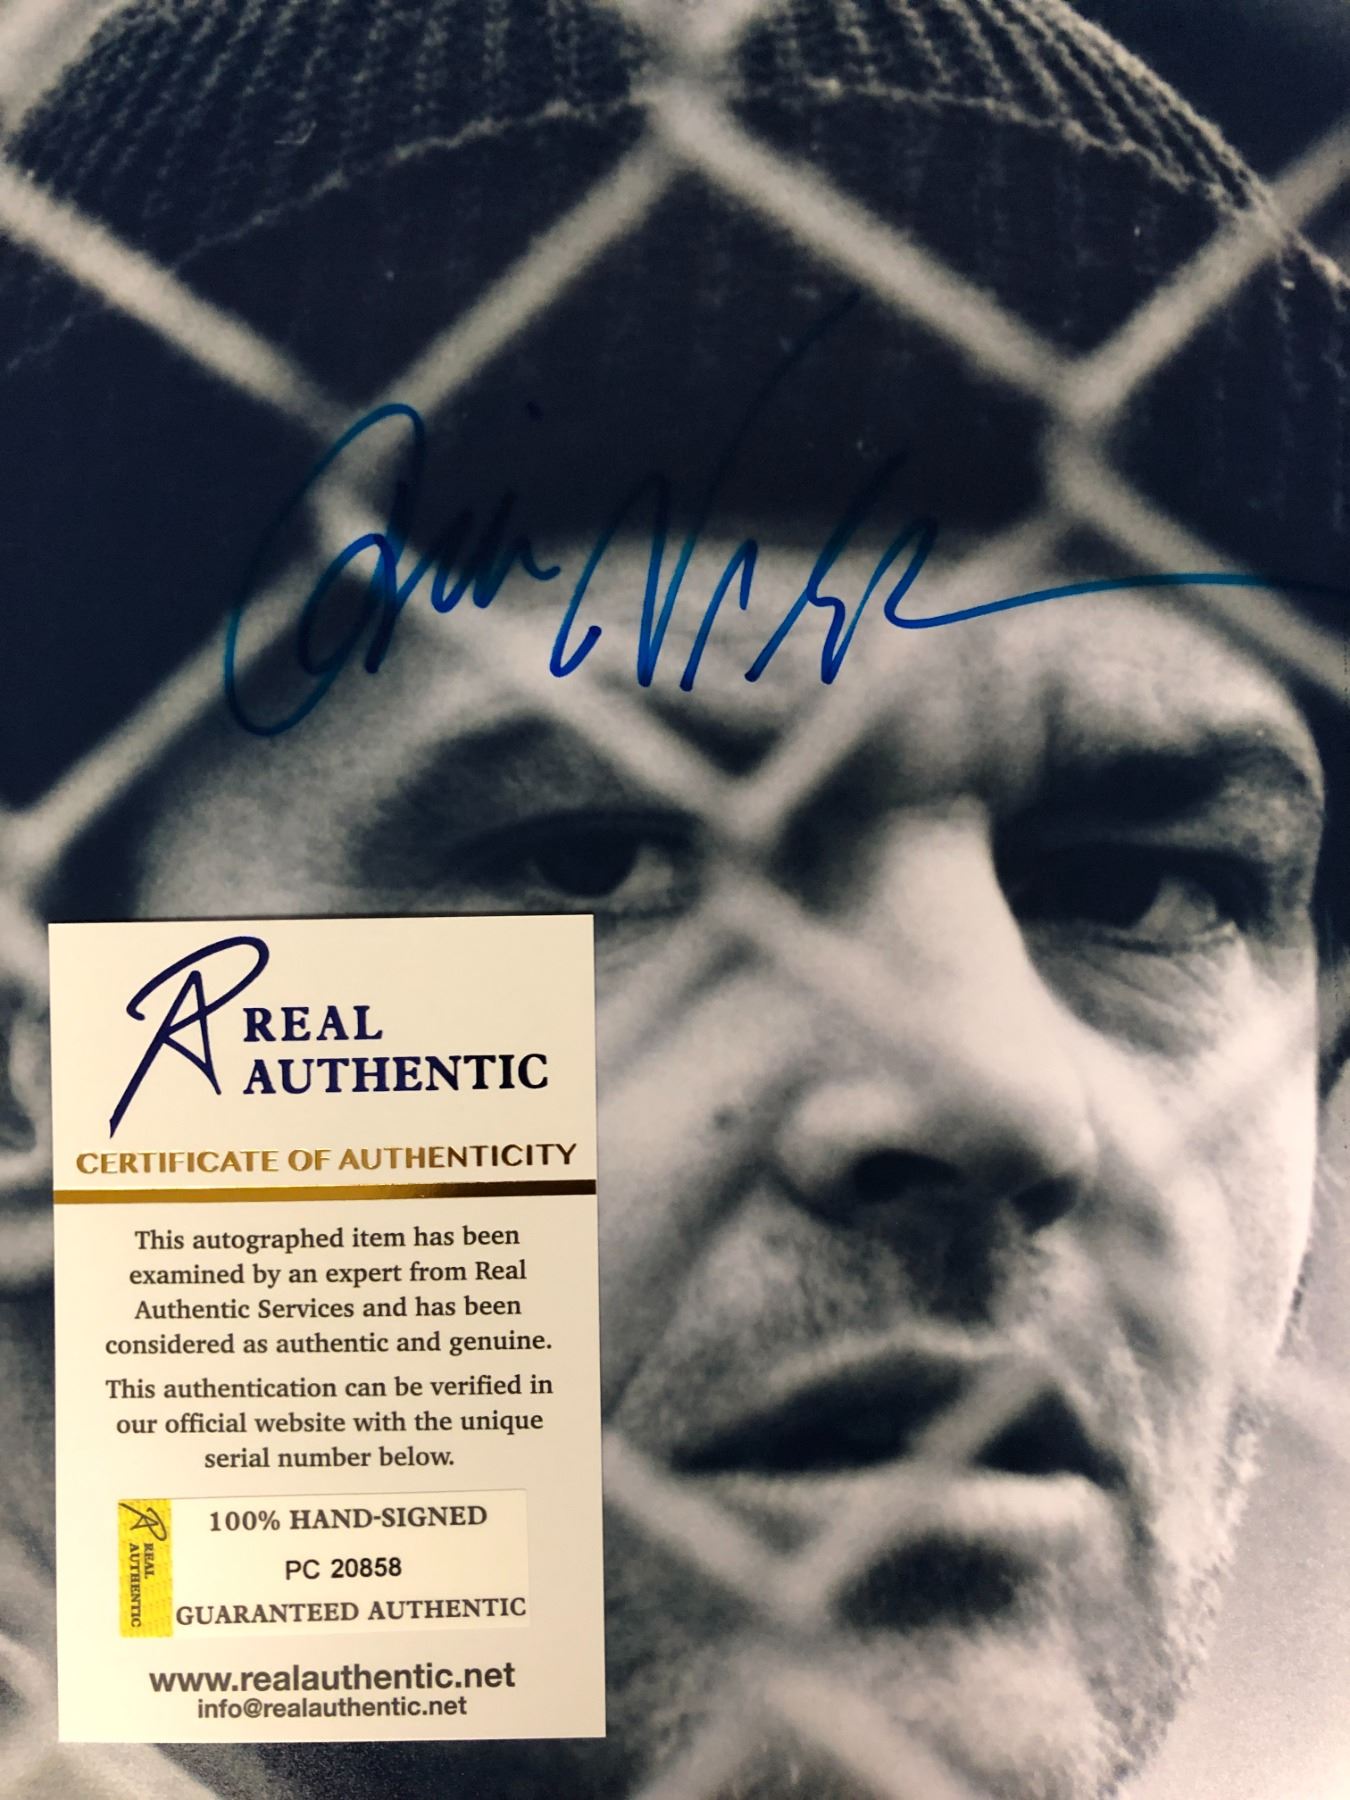 REAL
AUTHENTIC
CERTIFICATE OF AUTHENTICITY
This autographed item has been
examined by an expert from Real
Authentic Services and has been
considered as authentic and genuine.
This authentication can be verified in
our official website with the unique
serial number below.
REAL
AUTHENTIC
100% HAND-SIGNED
PC 20858
GUARANTEED AUTHENTIC
www.realauthentic.net
info@realauthentic.net